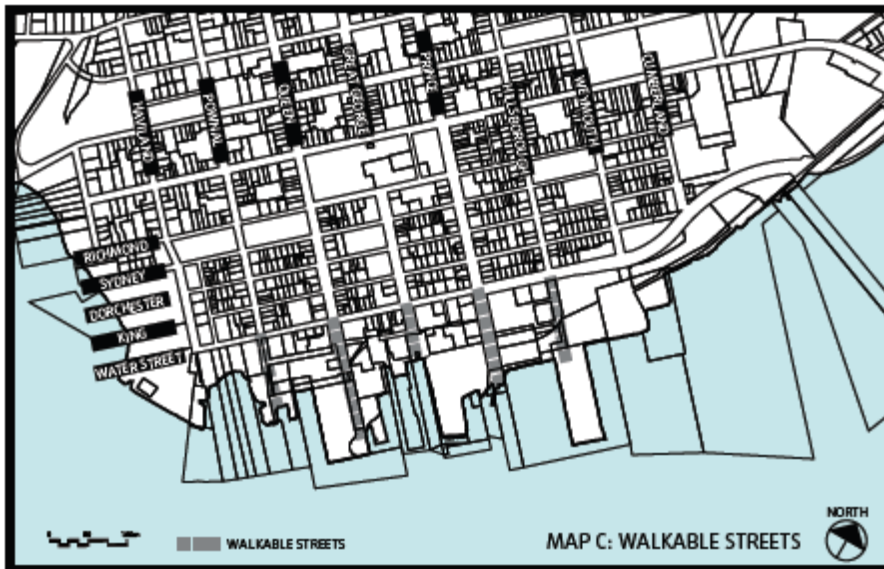 MAITLAND
POWNAL
QUEEN
GREAT GEORGE
PRINCE
HILLSBOROUGH
WEYMOUTH
CUMBERLAND
RICHMOND
SYDNEY
DORCHESTER
KING
WATER STREET
WALKABLE STREETS
MAP C: WALKABLE STREETS
NORTH